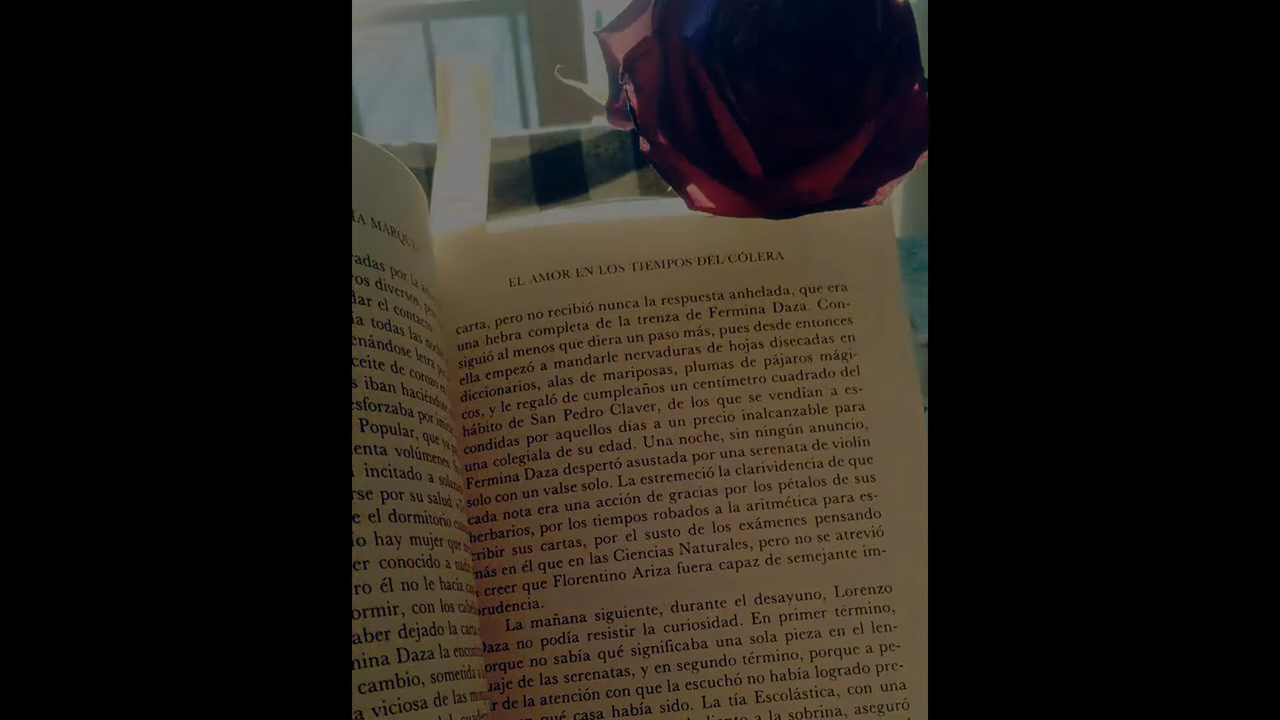 MÁRQU
radas por la
vos diversos,
dar el contacto
ía todas las
enándose letra
ceite de corozo
s iban haciéndose
esforzaba por
Popular, que
enta volúmenes
incitado a
rse por su salud
e el dormitorio
hay mujer que
er conocido a
ro él no le hacía
ormir, con los
aber dejado la carta
mina Daza la
cambio, sometida
viciosa de las
EL AMOR EN LOS TIEMPOS DEL CÓLERA
carta, pero no recibió nunca la respuesta anhelada, que era
una hebra completa de la trenza de Fermina Daza. Con-
siguió al menos que diera un paso más, pues desde entonces
ella empezó a mandarle nervaduras de hojas disecadas en
diccionarios, alas de mariposas, plumas de pájaros mági-
cos, y le regaló de cumpleaños un centímetro cuadrado del
hábito de San Pedro Claver, de los que se vendían a es-
condidas por aquellos días a un precio inalcanzable para
una colegiala de su edad. Una noche, sin ningún anuncio,
Fermina Daza despertó asustada por una serenata de violín
solo con un valse solo. La estremeció la clarividencia de que
cada nota era una acción de gracias por los pétalos de sus
herbarios, por los tiempos robados a la aritmética para es-
cribir sus cartas, por el susto de los exámenes pensando
más en él que en las Ciencias Naturales, pero no se atrevió
creer que Florentino Ariza fuera capaz de semejante im-
prudencia.
La mañana siguiente, durante el desayuno, Lorenzo
Daza no podía resistir la curiosidad. En primer término,
porque no sabía qué significaba una sola pieza en el len-
uaje de las serenatas, y en segundo término, porque a pe-
r de la atención con que la escuchó no había logrado pre-
qué casa había sido. La tía Escolástica, con una
a la sobrina, aseguró